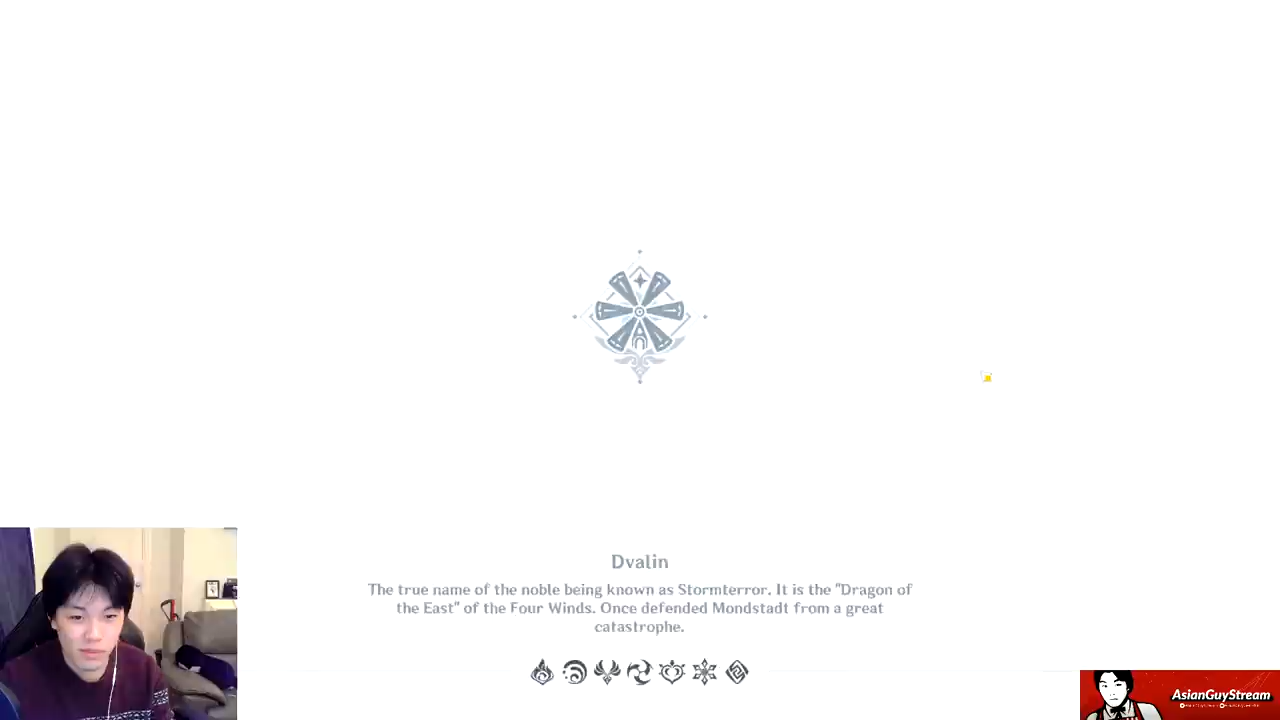 Dvalin
The true name of the noble being known as Stormterror. It is the "Dragon of
the East" of the Four Winds. Once defended Mondstadt from a great
catastrophe.
AsianGuyStream